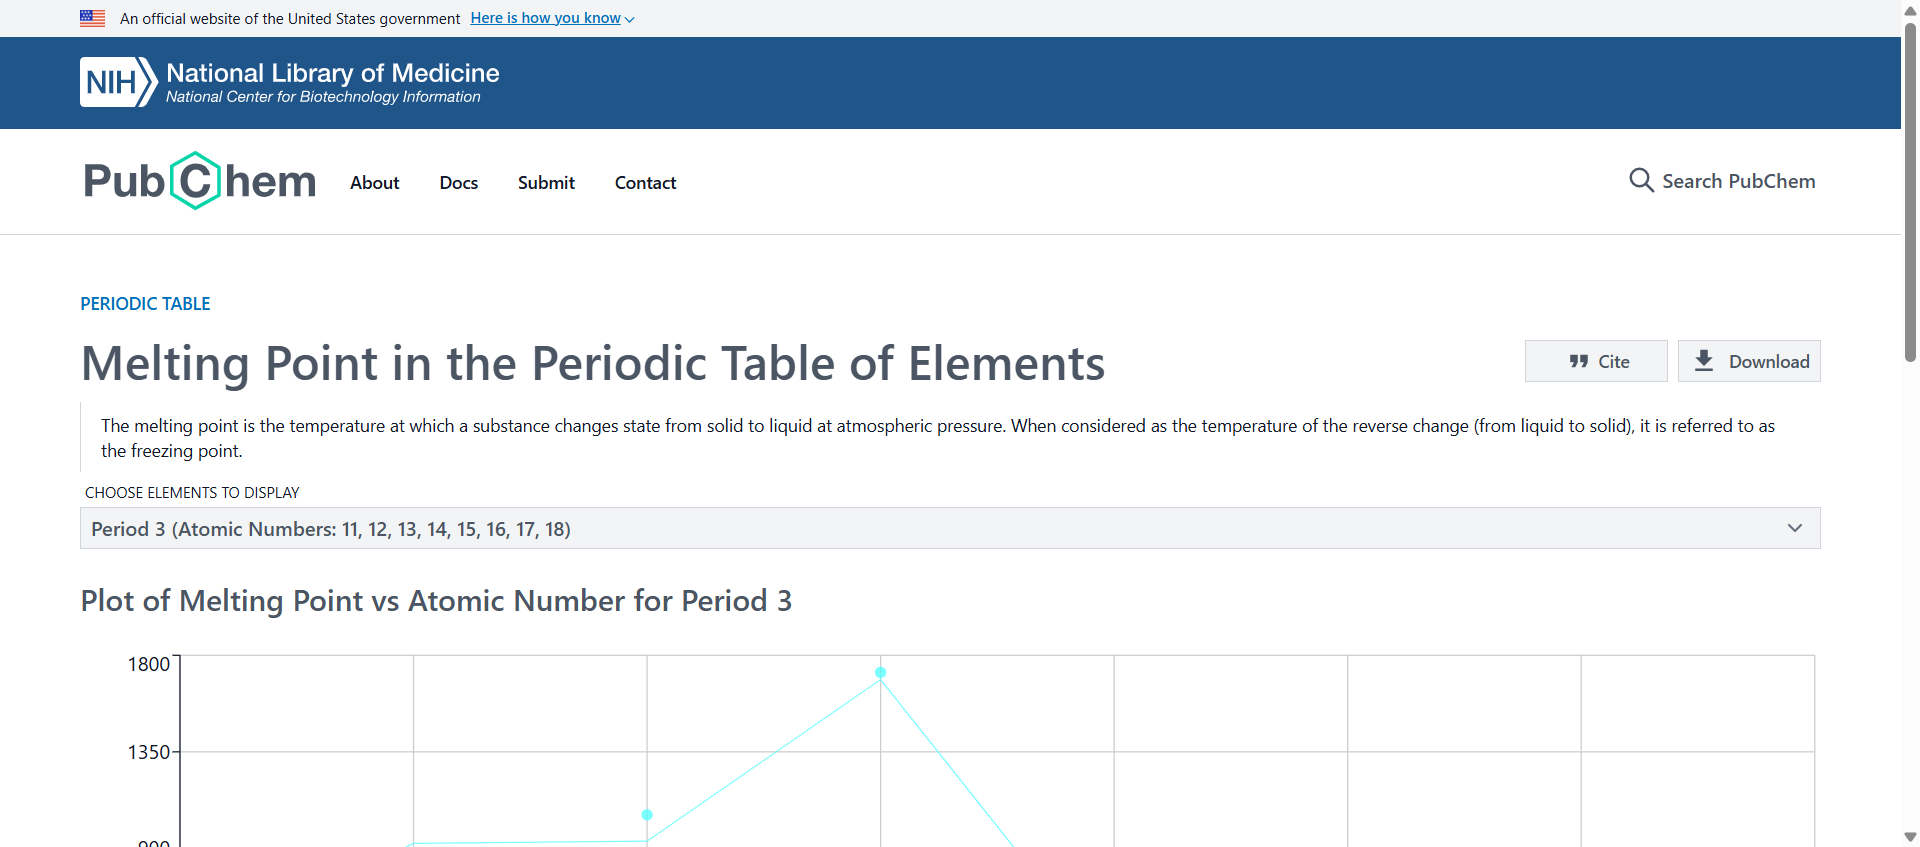 An official website of the United States government Here is how you know
NIH National Library of Medicine
National Center for Biotechnology Information
PubChem About Docs Submit Contact Search PubChem
PERIODIC TABLE
Melting Point in the Periodic Table of Elements
Cite Download
The melting point is the temperature at which a substance changes state from solid to liquid at atmospheric pressure. When considered as the temperature of the reverse change (from liquid to solid), it is referred to as
the freezing point.
CHOOSE ELEMENTS TO DISPLAY
Period 3 (Atomic Numbers: 11, 12, 13, 14, 15, 16, 17, 18)
Plot of Melting Point vs Atomic Number for Period 3
1800
1350
900